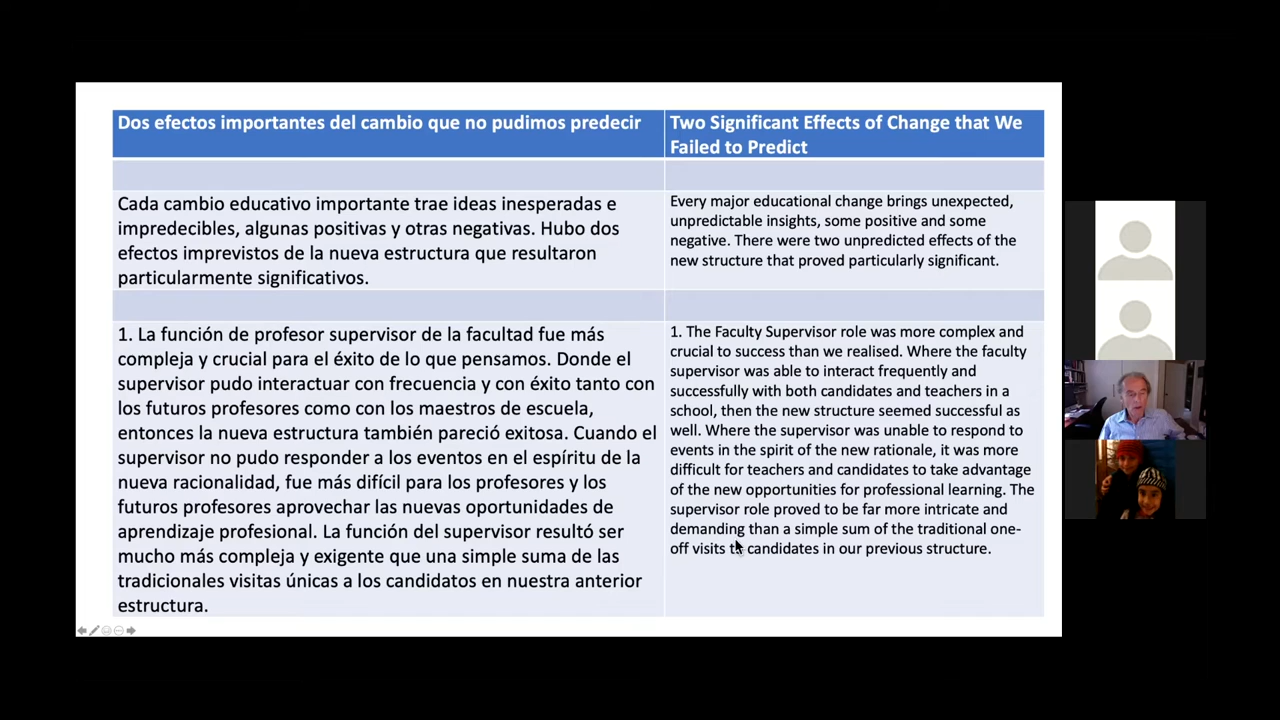 Dos efectos importantes del cambio que no pudimos predecir
Two Significant Effects of Change that We
Failed to Predict
Cada cambio educativo importante trae ideas inesperadas e
impredecibles, algunas positivas y otras negativas. Hubo dos
efectos imprevistos de la nueva estructura que resultaron
particularmente significativos.
Every major educational change brings unexpected,
unpredictable insights, some positive and some
negative. There were two unpredicted effects of the
new structure that proved particularly significant.
1. La función de profesor supervisor de la facultad fue más
compleja y crucial para el éxito de lo que pensamos. Donde el
supervisor pudo interactuar con frecuencia y con éxito tanto con
los futuros profesores como con los maestros de escuela,
entonces la nueva estructura también pareció exitosa. Cuando el
supervisor no pudo responder a los eventos en el espíritu de la
nueva racionalidad, fue más difícil para los profesores y los
futuros profesores aprovechar las nuevas oportunidades de
aprendizaje profesional. La función del supervisor resultó ser
mucho más compleja y exigente que una simple suma de las
tradicionales visitas únicas a los candidatos en nuestra anterior
estructura.
1. The Faculty Supervisor role was more complex and
crucial to success than we realised. Where the faculty
supervisor was able to interact frequently and
successfully with both candidates and teachers in a
school, then the new structure seemed successful as
well. Where the supervisor was unable to respond to
events in the spirit of the new rationale, it was more
difficult for teachers and candidates to take advantage
of the new opportunities for professional learning. The
supervisor role proved to be far more intricate and
demanding than a simple sum of the traditional one-
off visits to candidates in our previous structure.